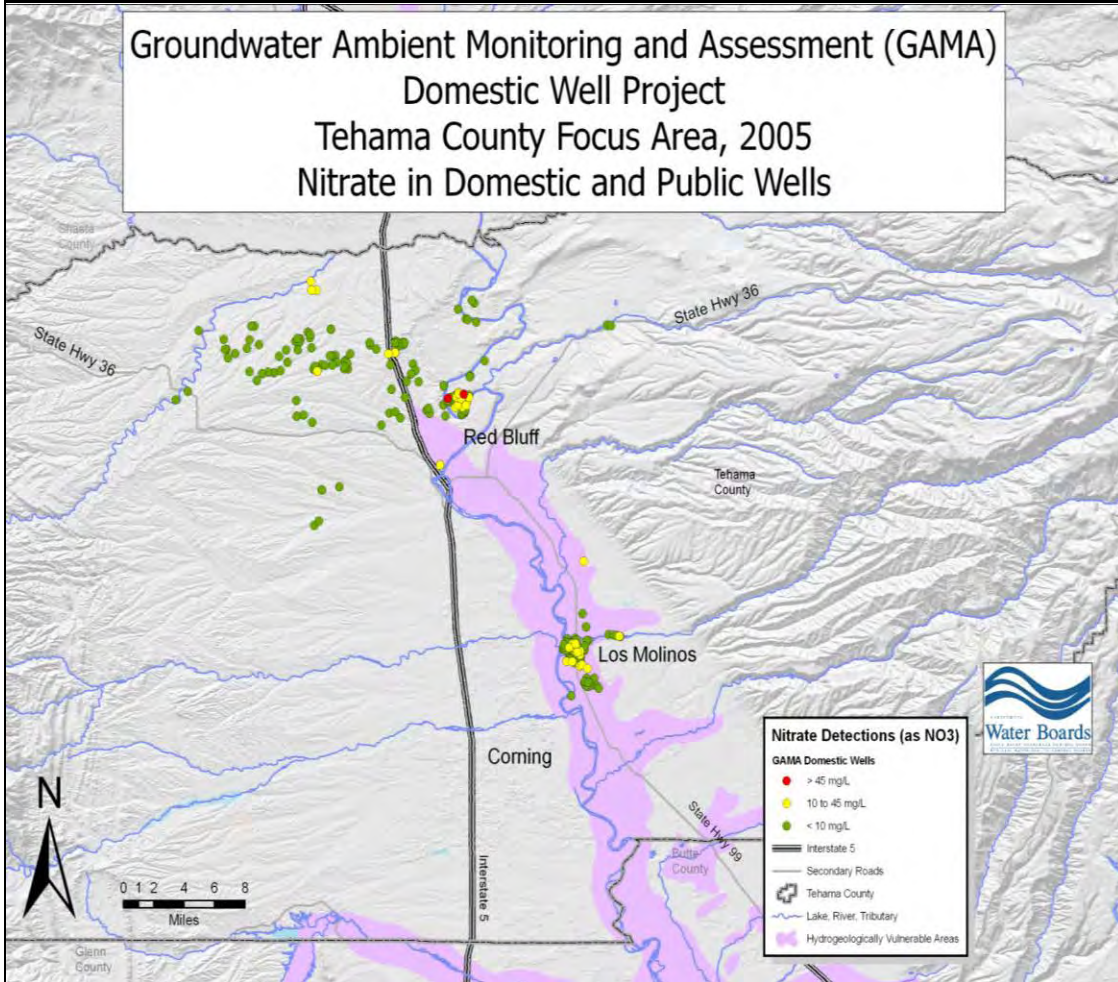 Groundwater Ambient Monitoring and Assessment (GAMA)
Domestic Well Project
Tehama County Focus Area, 2005
Nitrate in Domestic and Public Wells
Shasta
County
State Hwy 36
State Hwy 36
Red Bluff
Tehama
County
Los Molinos
Corning
State Hwy 99
Butte
County
Interstate 5
Glenn
County
N
0 1 2 4 6 8
Miles
Water Boards
Nitrate Detections (as NO3)
GAMA Domestic Wells
> 45 mg/L
10 to 45 mg/L
< 10 mg/L
Interstate 5
Secondary Roads
Tehama County
Lake, River, Tributary
Hydrogeologically Vulnerable Areas